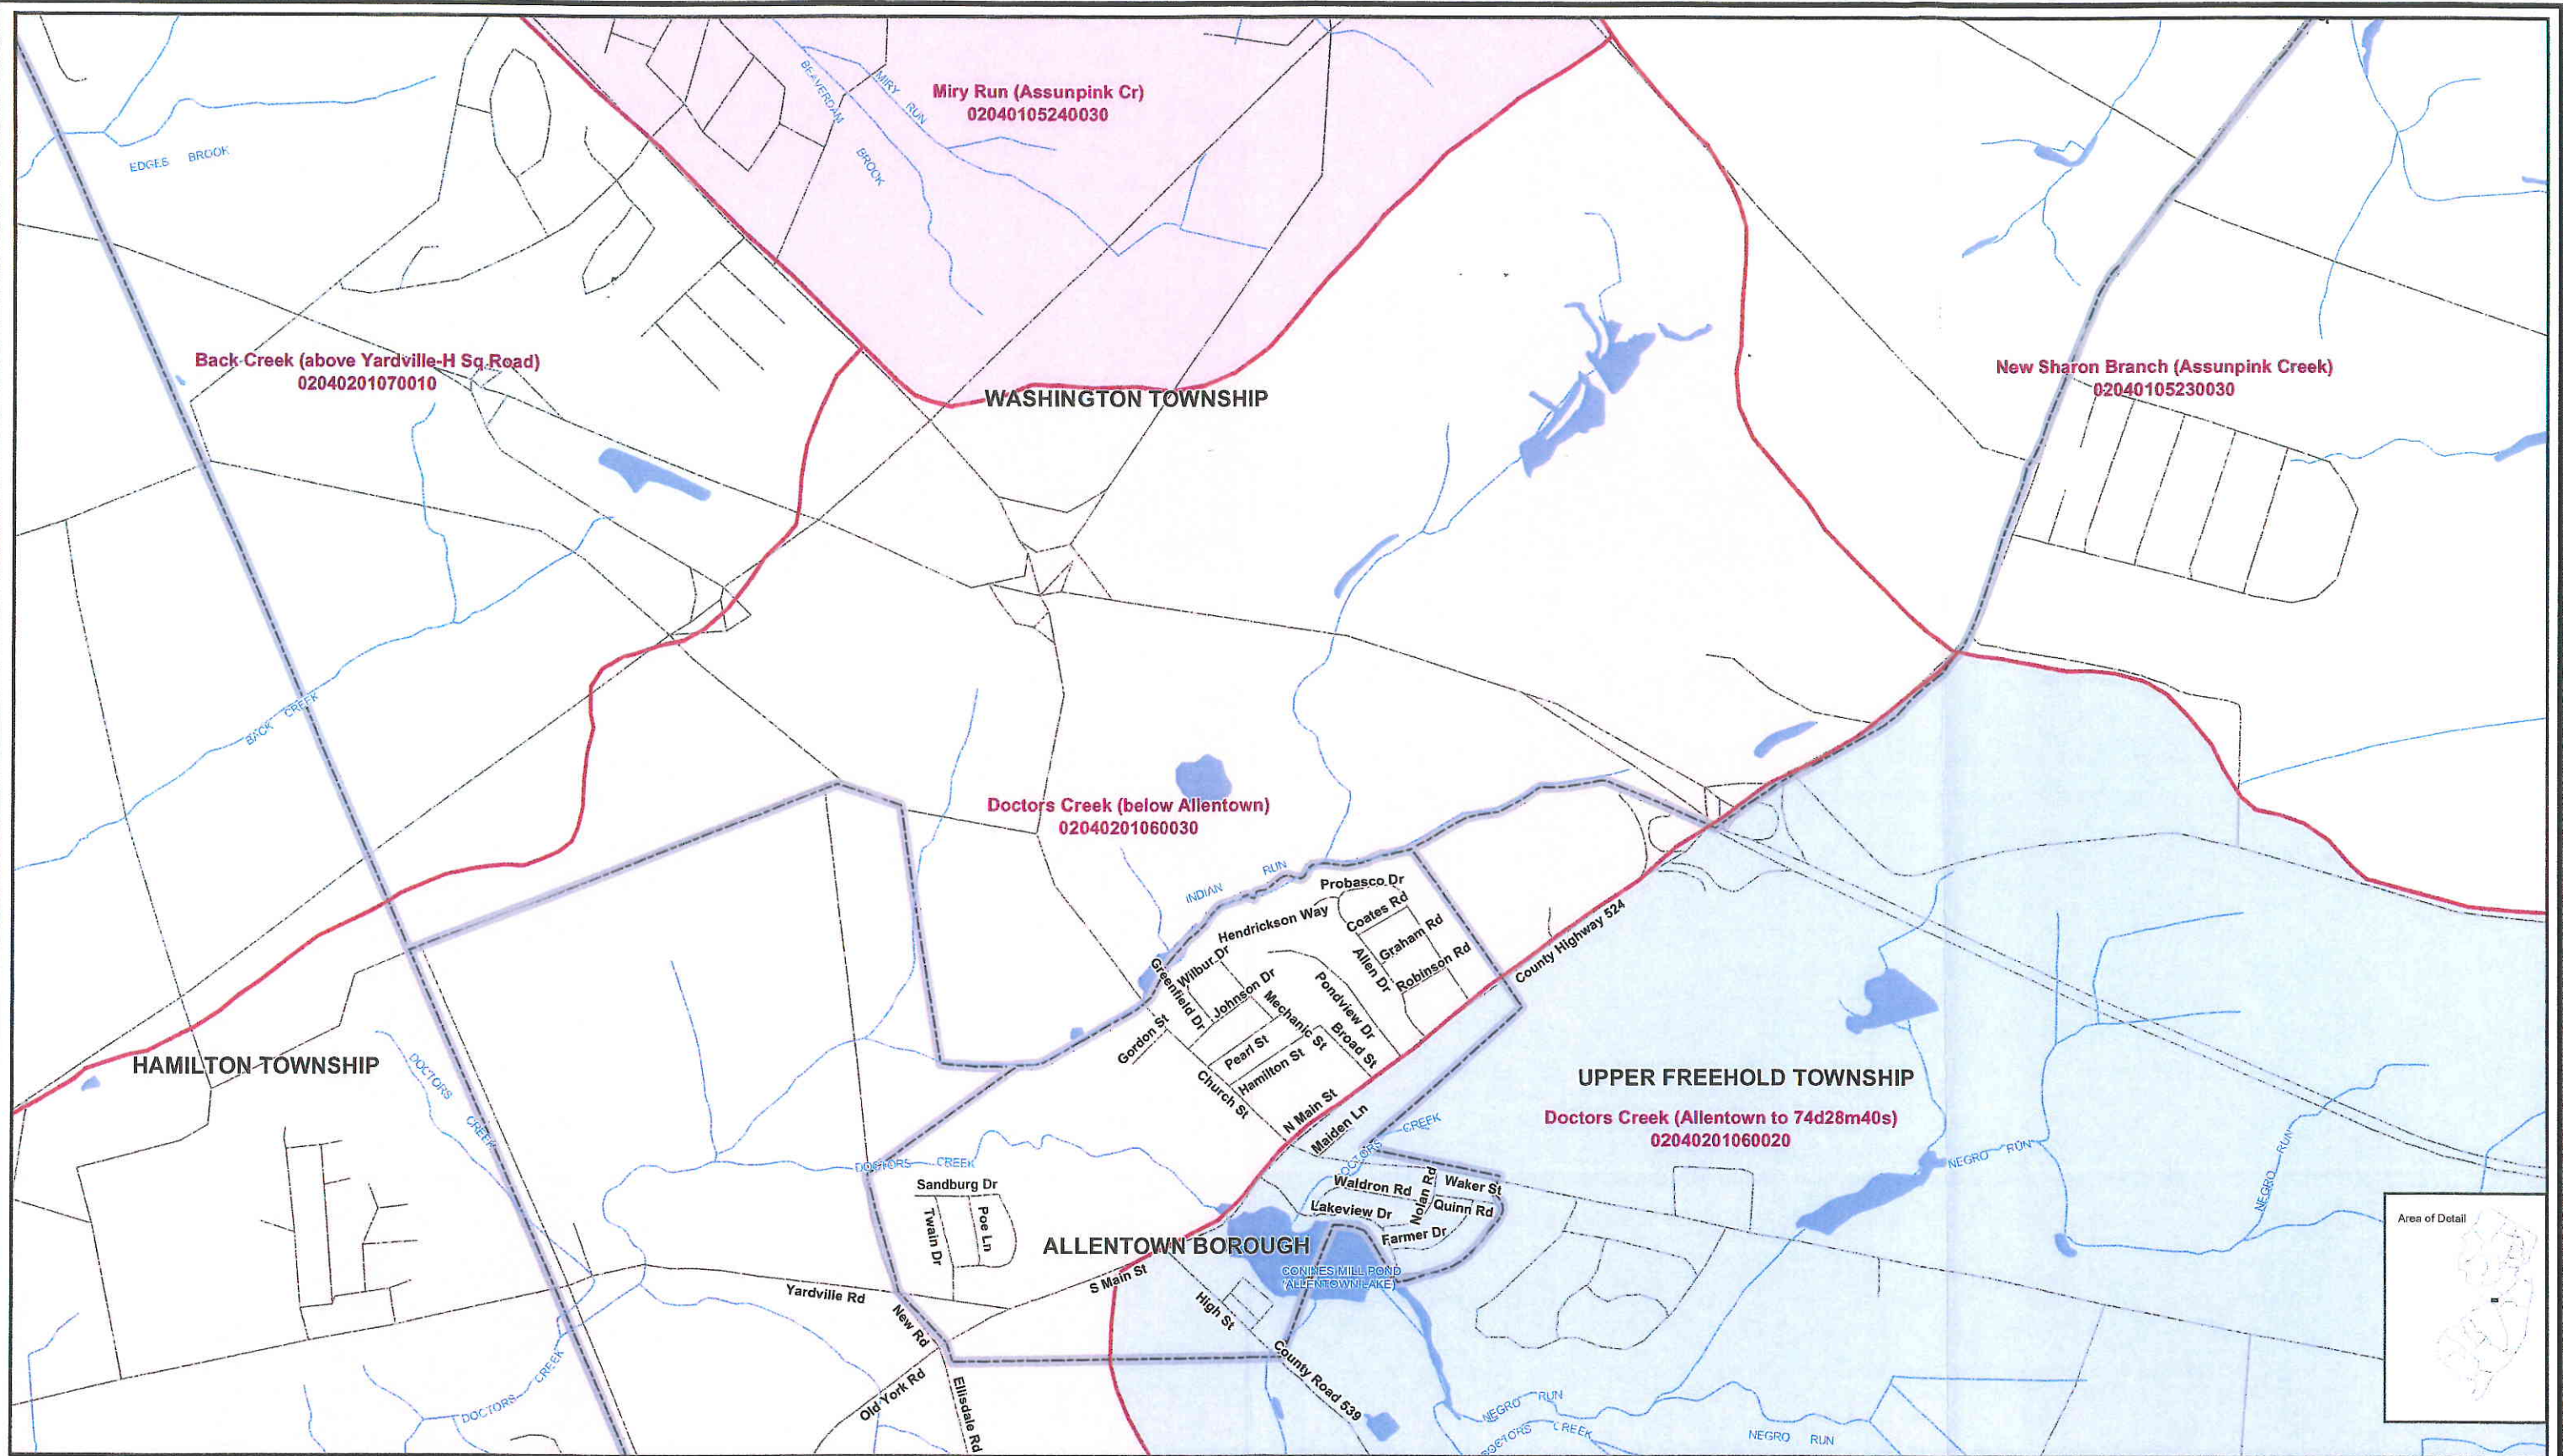 MIRY RUN
BEAVERDAM BROOK
Miry Run (Assunpink Cr)
02040105240030
EDGES BROOK
Back Creek (above Yardville-H Sq Road)
02040201070010
WASHINGTON TOWNSHIP
New Sharon Branch (Assunpink Creek)
02040105230030
BACK CREEK
Doctors Creek (below Allentown)
02040201060030
INDIAN RUN
Probasco Dr
Hendrickson Way
Coates Rd
Graham Rd
Allen Dr
Robinson Rd
County Highway 524
Wilbur Dr
Greenfield Dr
Johnson Dr
Mechanic St
Pondview Dr
Broad St
Gordon St
Pearl St
Hamilton St
Church St
N Main St
Maiden Ln
HAMILTON TOWNSHIP
DOCTORS CREEK
UPPER FREEHOLD TOWNSHIP
Doctors Creek (Allentown to 74d28m40s)
02040201060020
DOCTORS CREEK
DOCTORS CREEK
NEGRO RUN
NEGRO RUN
Sandburg Dr
Twain Dr
Poe Ln
Waldron Rd
Nolan Rd
Waker St
Quinn Rd
Lakeview Dr
Farmer Dr
ALLENTOWN BOROUGH
CONINES MILL POND
(ALLENTOWN LAKE)
S Main St
High St
Yardville Rd
New Rd
Old York Rd
Ellisdale Rd
County Road 539
DOCTORS CREEK
NEGRO RUN
DOCTORS CREEK
NEGRO RUN
Area of Detail